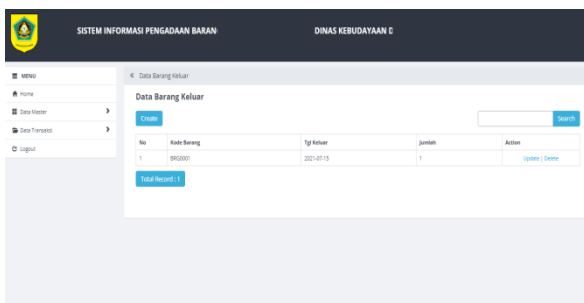 SISTEM INFORMASI PENGADAAN BARAN DINAS KEBUDAYAAN D
MENU
Home
Data Master
Data Transaksi
Logout
Data Barang Keluar
Data Barang Keluar
Create Search
No Kode Barang Tgl Keluar Jumlah Action
1 BRG0001 2021-07-15 1 Update | Delete
Total Record : 1